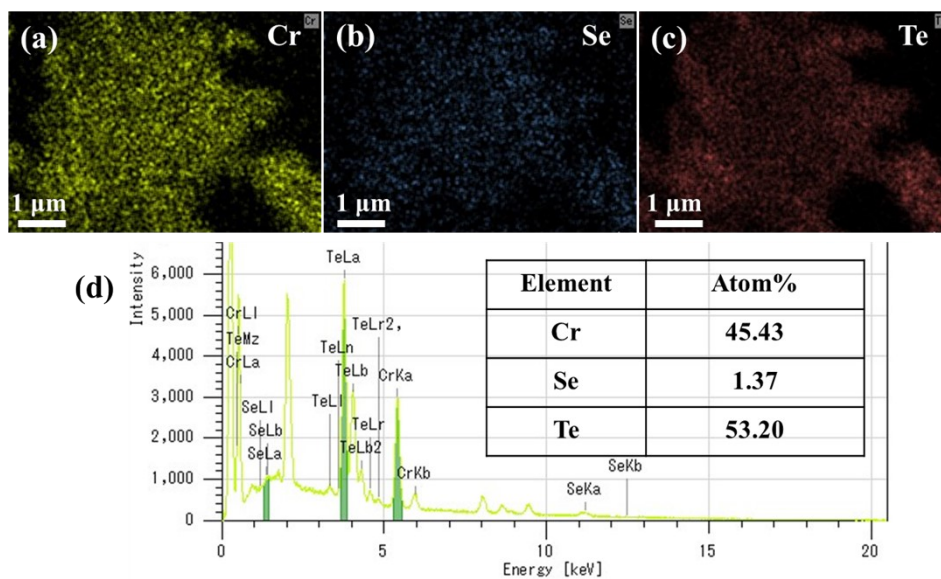 (a) Cr Cr
(b) Se Se
(c) Te
1 μm 1 μm 1 μm
(d)
Intensity
6,000
5,000
4,000
3,000
2,000
1,000
0
CrLl
TeMz
CrLa
SeLl
SeLb
SeLa
TeLa
TeLr2,
TeLn
TeLb
TeLl
TeLr
TeLb2
CrKa
CrKb
SeKa
SeKb
Element Atom%
Cr 45.43
Se 1.37
Te 53.20
0 5 10 15 20
Energy [keV]